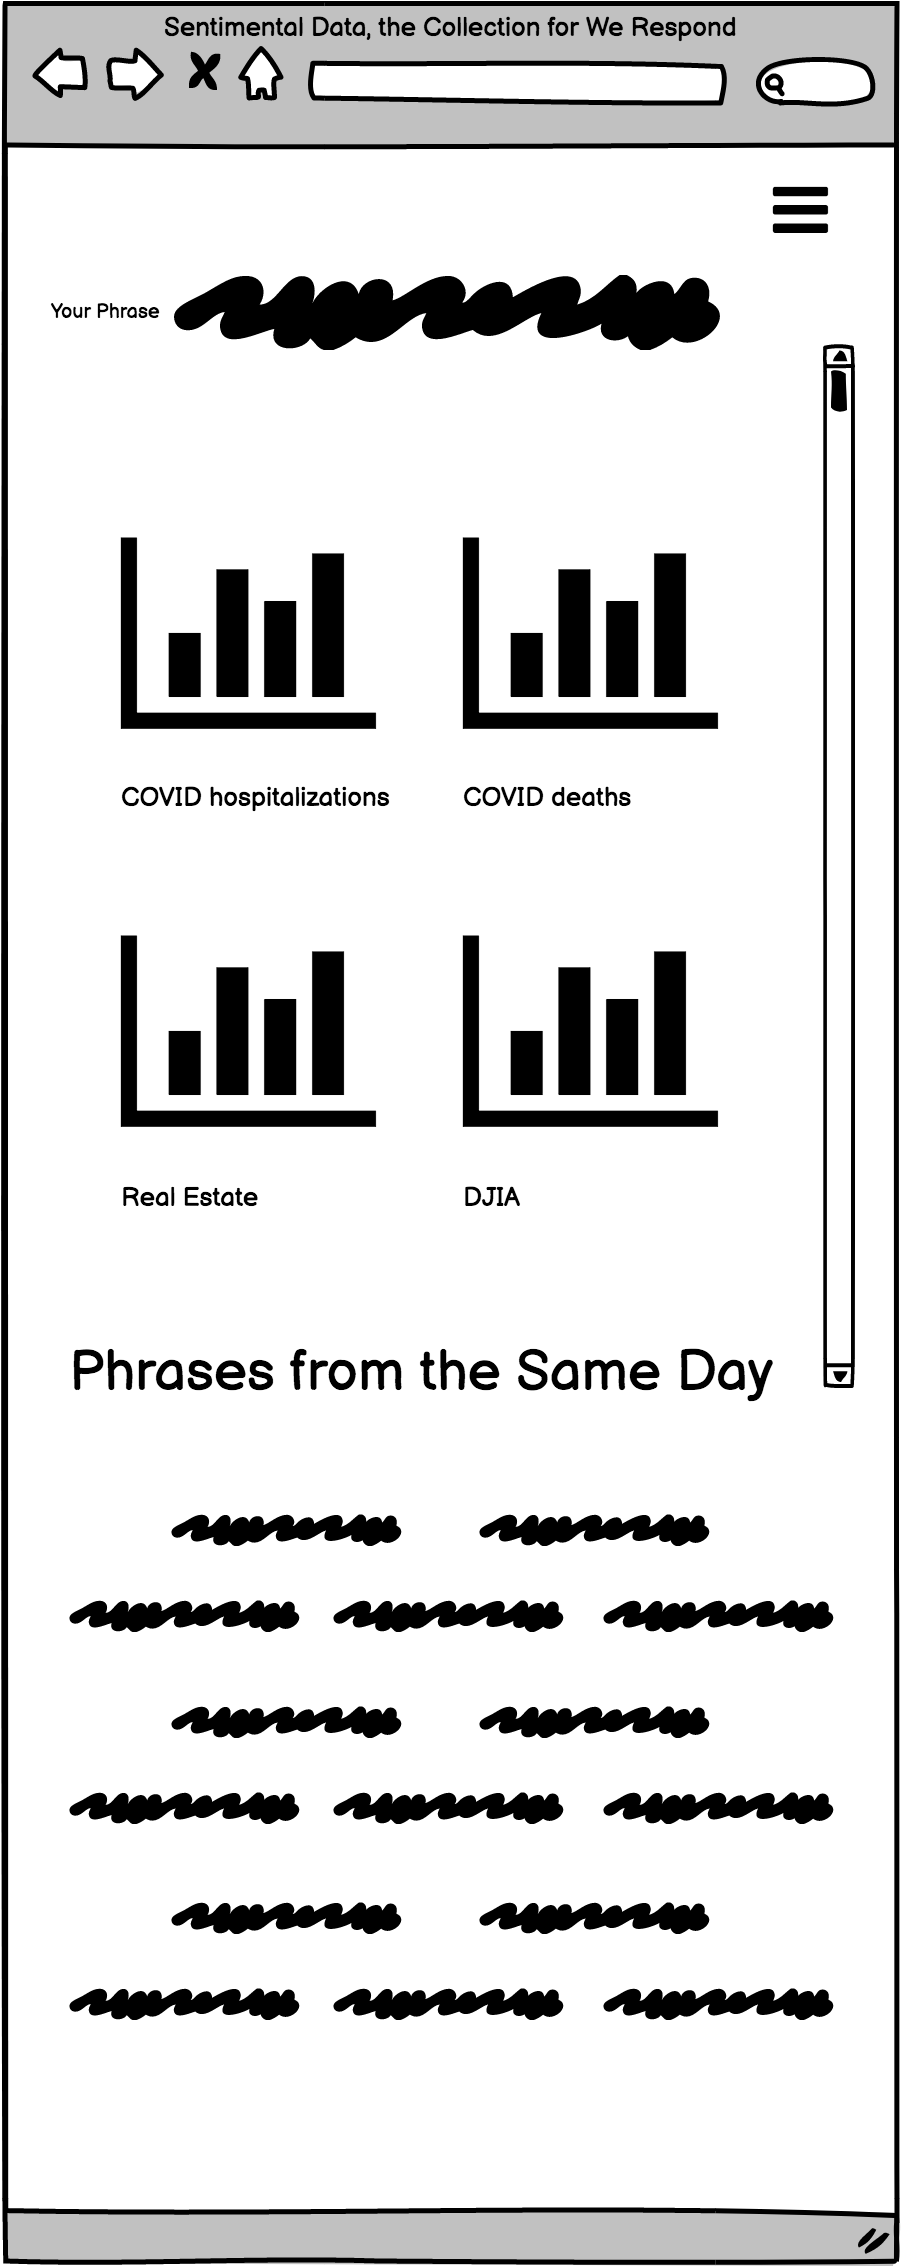 Sentimental Data, the Collection for We Respond
Your Phrase
COVID hospitalizations
COVID deaths
Real Estate
DJIA
Phrases from the Same Day